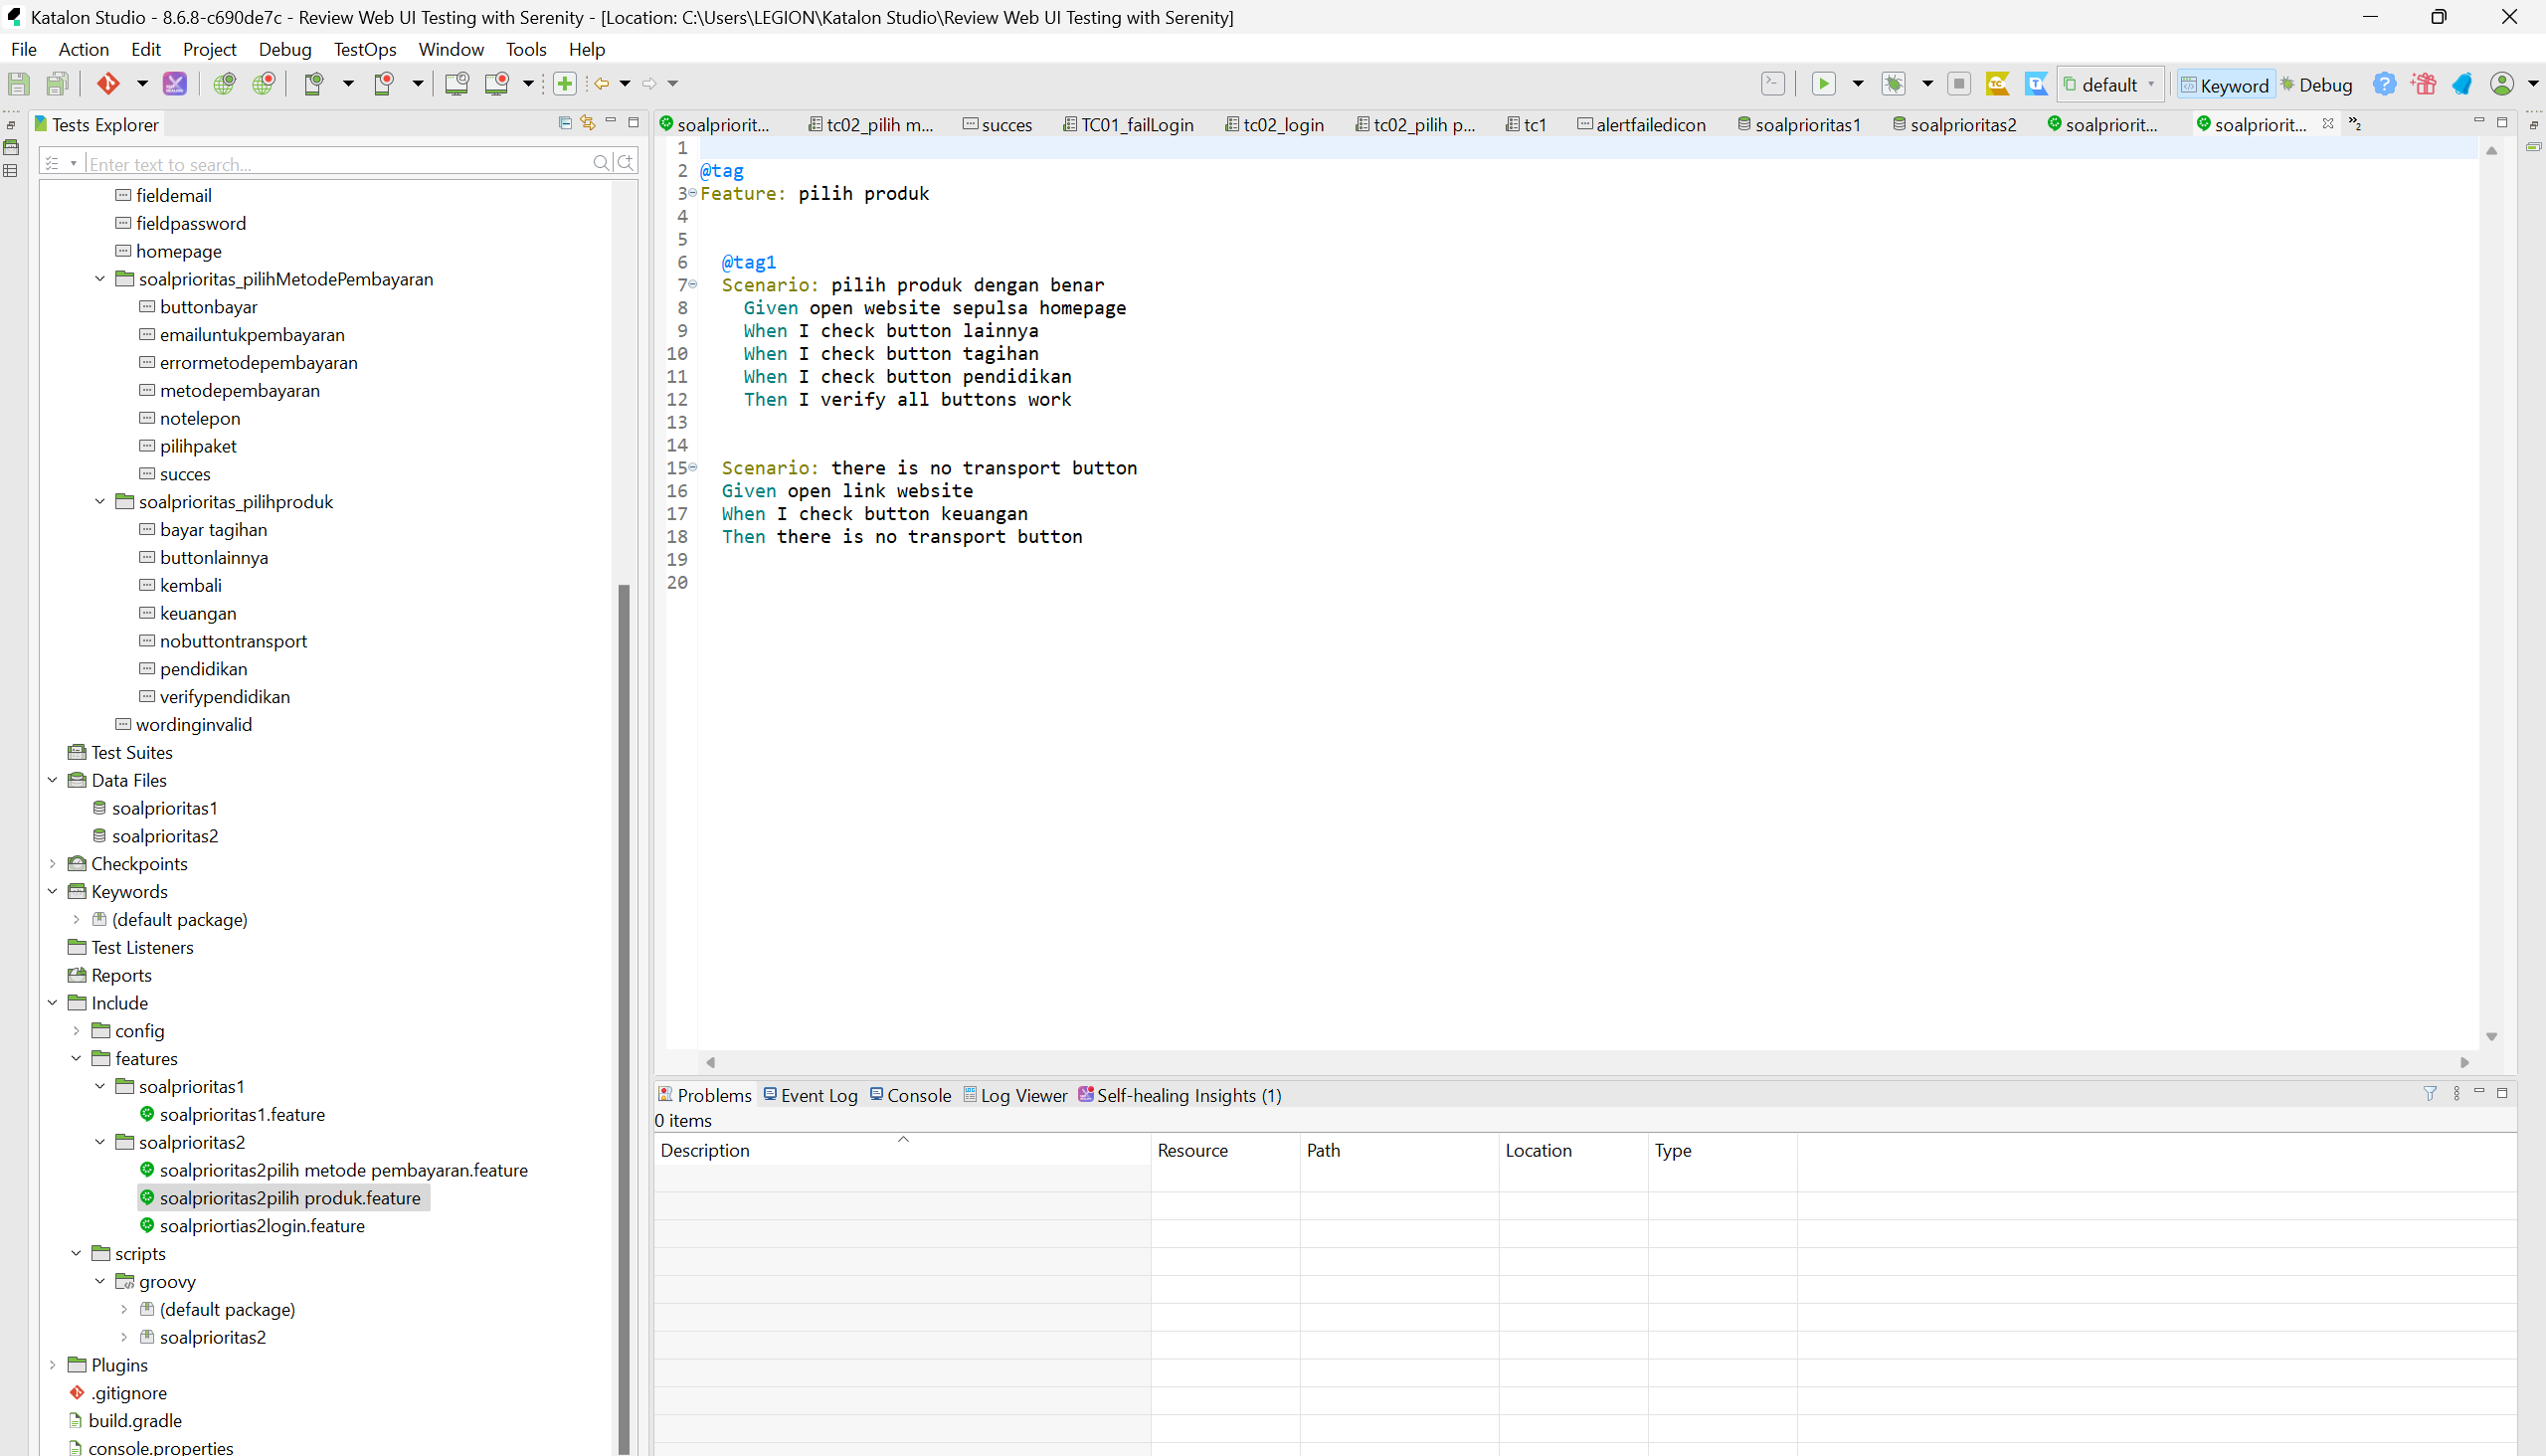 Katalon Studio - 8.6.8-c690de7c - Review Web UI Testing with Serenity - [Location: C:\Users\LEGION\Katalon Studio\Review Web UI Testing with Serenity]
File Action Edit Project Debug TestOps Window Tools Help
default Keyword Debug
Tests Explorer
Enter text to search...
fieldemail
fieldpassword
homepage
soalprioritas_pilihMetodePembayaran
buttonbayar
emailuntukpembayaran
errormetodepembayaran
metodepembayaran
notelepon
pilihpaket
succes
soalprioritas_pilihproduk
bayar tagihan
buttonlainnya
kembali
keuangan
nobuttontransport
pendidikan
verifypendidikan
wordinginvalid
Test Suites
Data Files
soalprioritas1
soalprioritas2
Checkpoints
Keywords
(default package)
Test Listeners
Reports
Include
config
features
soalprioritas1
soalprioritas1.feature
soalprioritas2
soalprioritas2pilih metode pembayaran.feature
soalprioritas2pilih produk.feature
soalpriortias2login.feature
scripts
groovy
(default package)
soalprioritas2
Plugins
.gitignore
build.gradle
console.properties
soalpriorit... tc02_pilih m... succes TC01_failLogin tc02_login tc02_pilih p... tc1 alertfailedicon soalprioritas1 soalprioritas2 soalpriorit... soalpriorit... »2
1
2 @tag
3 Feature: pilih produk
4
5
6 @tag1
7 Scenario: pilih produk dengan benar
8 Given open website sepulsa homepage
9 When I check button lainnya
10 When I check button tagihan
11 When I check button pendidikan
12 Then I verify all buttons work
13
14
15 Scenario: there is no transport button
16 Given open link website
17 When I check button keuangan
18 Then there is no transport button
19
20
Problems Event Log Console Log Viewer Self-healing Insights (1)
0 items
Description Resource Path Location Type